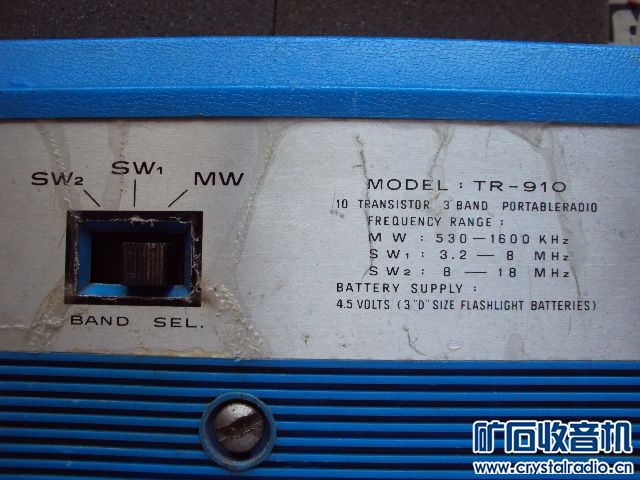 SW₂ SW₁ MW
BAND SEL.
MODEL : TR-910
10 TRANSISTOR 3 BAND PORTABLERADIO
FREQUENCY RANGE :
MW : 530 — 1600 KHz
SW₁ : 3.2 — 8 MHz
SW₂ : 8 — 18 MHz
BATTERY SUPPLY :
4.5 VOLTS (3 "D" SIZE FLASHLIGHT BATTERIES)
矿石收音机
www.crystalradio.cn